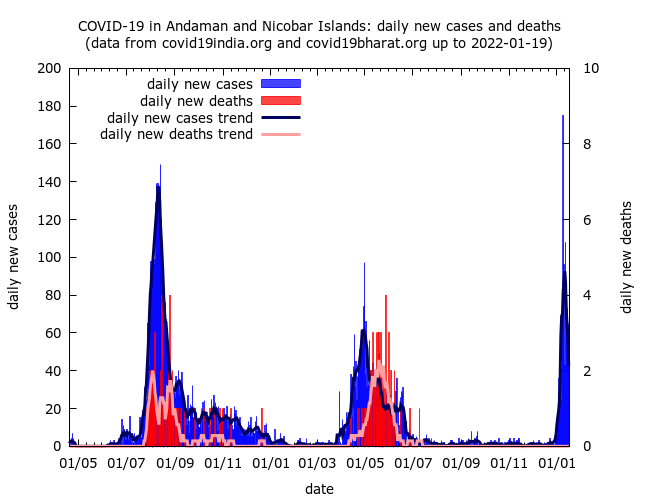 COVID-19 in Andaman and Nicobar Islands: daily new cases and deaths
(data from covid19india.org and covid19bharat.org up to 2022-01-19)
daily new cases
daily new deaths
daily new cases trend
daily new deaths trend
200
180
160
140
120
100
80
60
40
20
0
10
8
6
4
2
0
daily new cases
daily new deaths
01/05 01/07 01/09 01/11 01/01 01/03 01/05 01/07 01/09 01/11 01/01
date